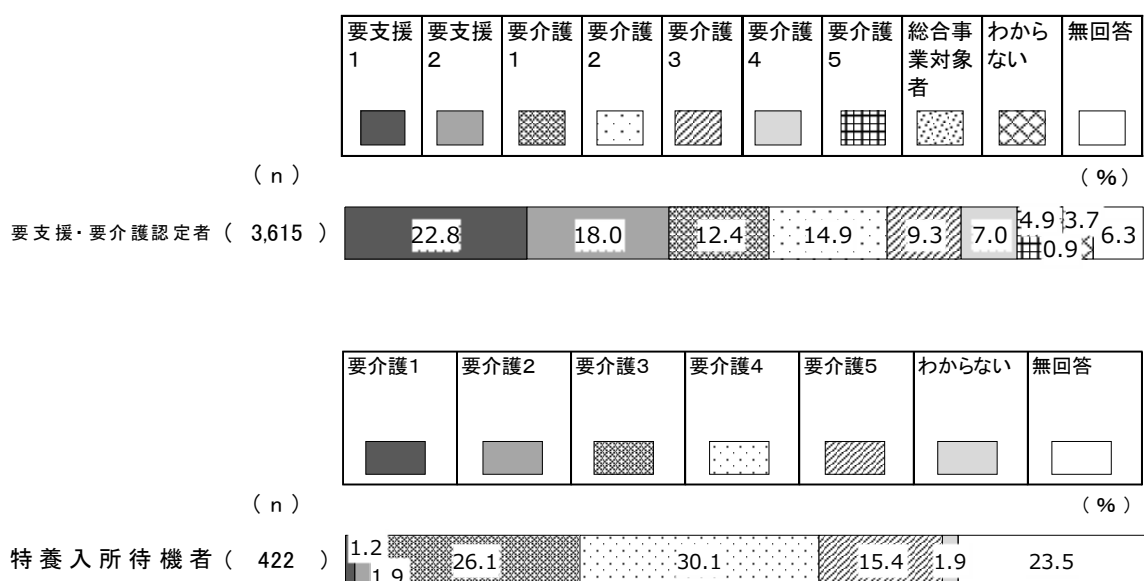 要支援1 要支援2 要介護1 要介護2 要介護3 要介護4 要介護5 総合事業対象者 わからない 無回答
(n) (%)
要支援・要介護認定者 ( 3,615 ) 22.8 18.0 12.4 14.9 9.3 7.0 4.9 0.9 3.7 6.3
要介護1 要介護2 要介護3 要介護4 要介護5 わからない 無回答
(n) (%)
特養入所待機者 ( 422 ) 1.2 1.9 26.1 30.1 15.4 1.9 23.5